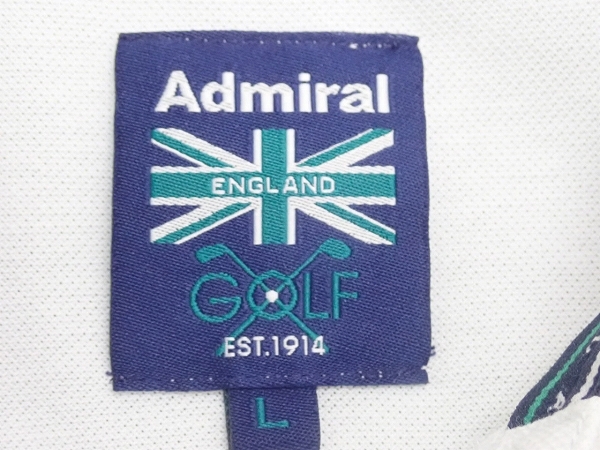 Admiral
ENGLAND
GOLF
EST.1914
L